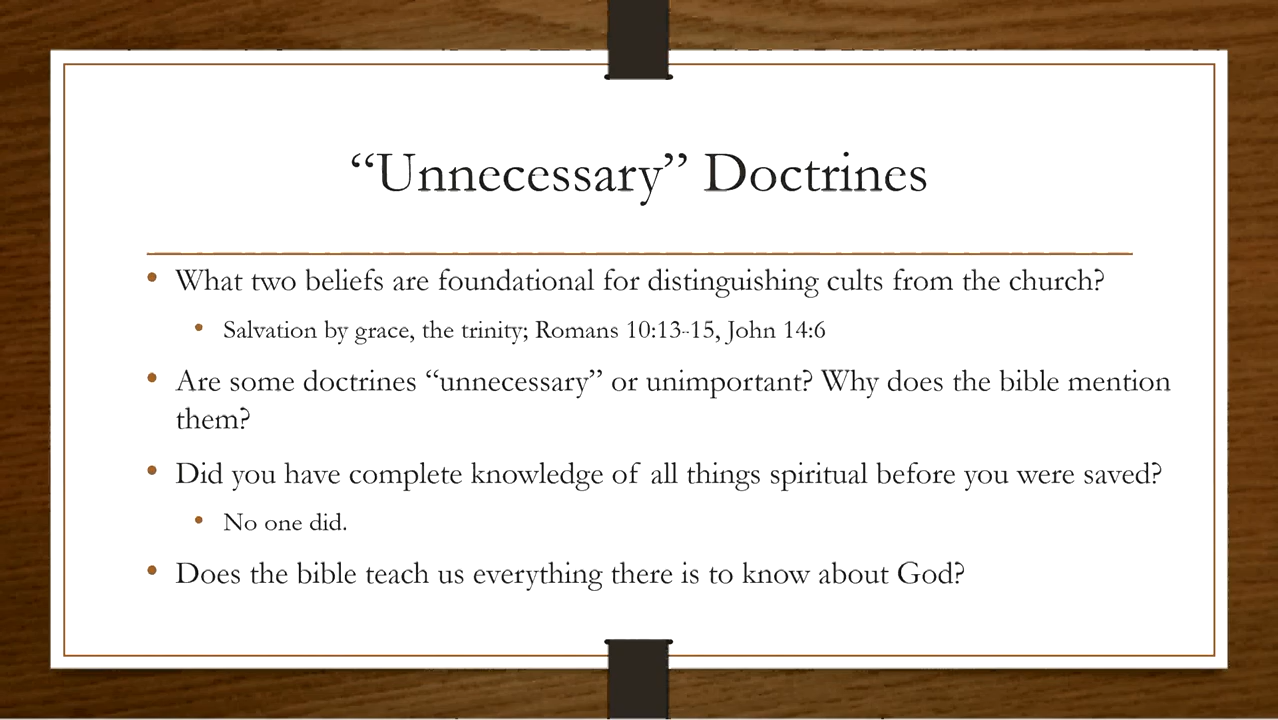 “Unnecessary” Doctrines
• What two beliefs are foundational for distinguishing cults from the church?
• Salvation by grace, the trinity; Romans 10:13-15, John 14:6
• Are some doctrines “unnecessary” or unimportant? Why does the bible mention
them?
• Did you have complete knowledge of all things spiritual before you were saved?
• No one did.
• Does the bible teach us everything there is to know about God?